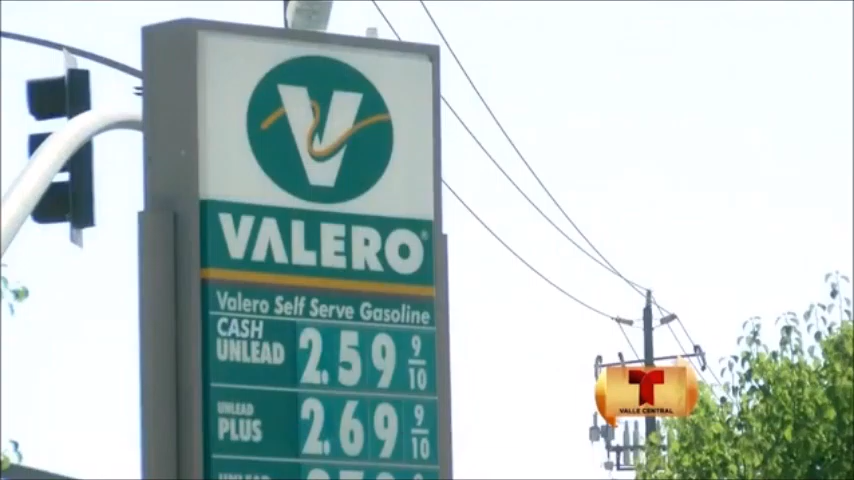 V
VALERO®
Valero Self Serve Gasoline
CASH
UNLEAD 2.59 9/10
UNLEAD
PLUS 2.69 9/10
UNLEAD
T
VALLE CENTRAL